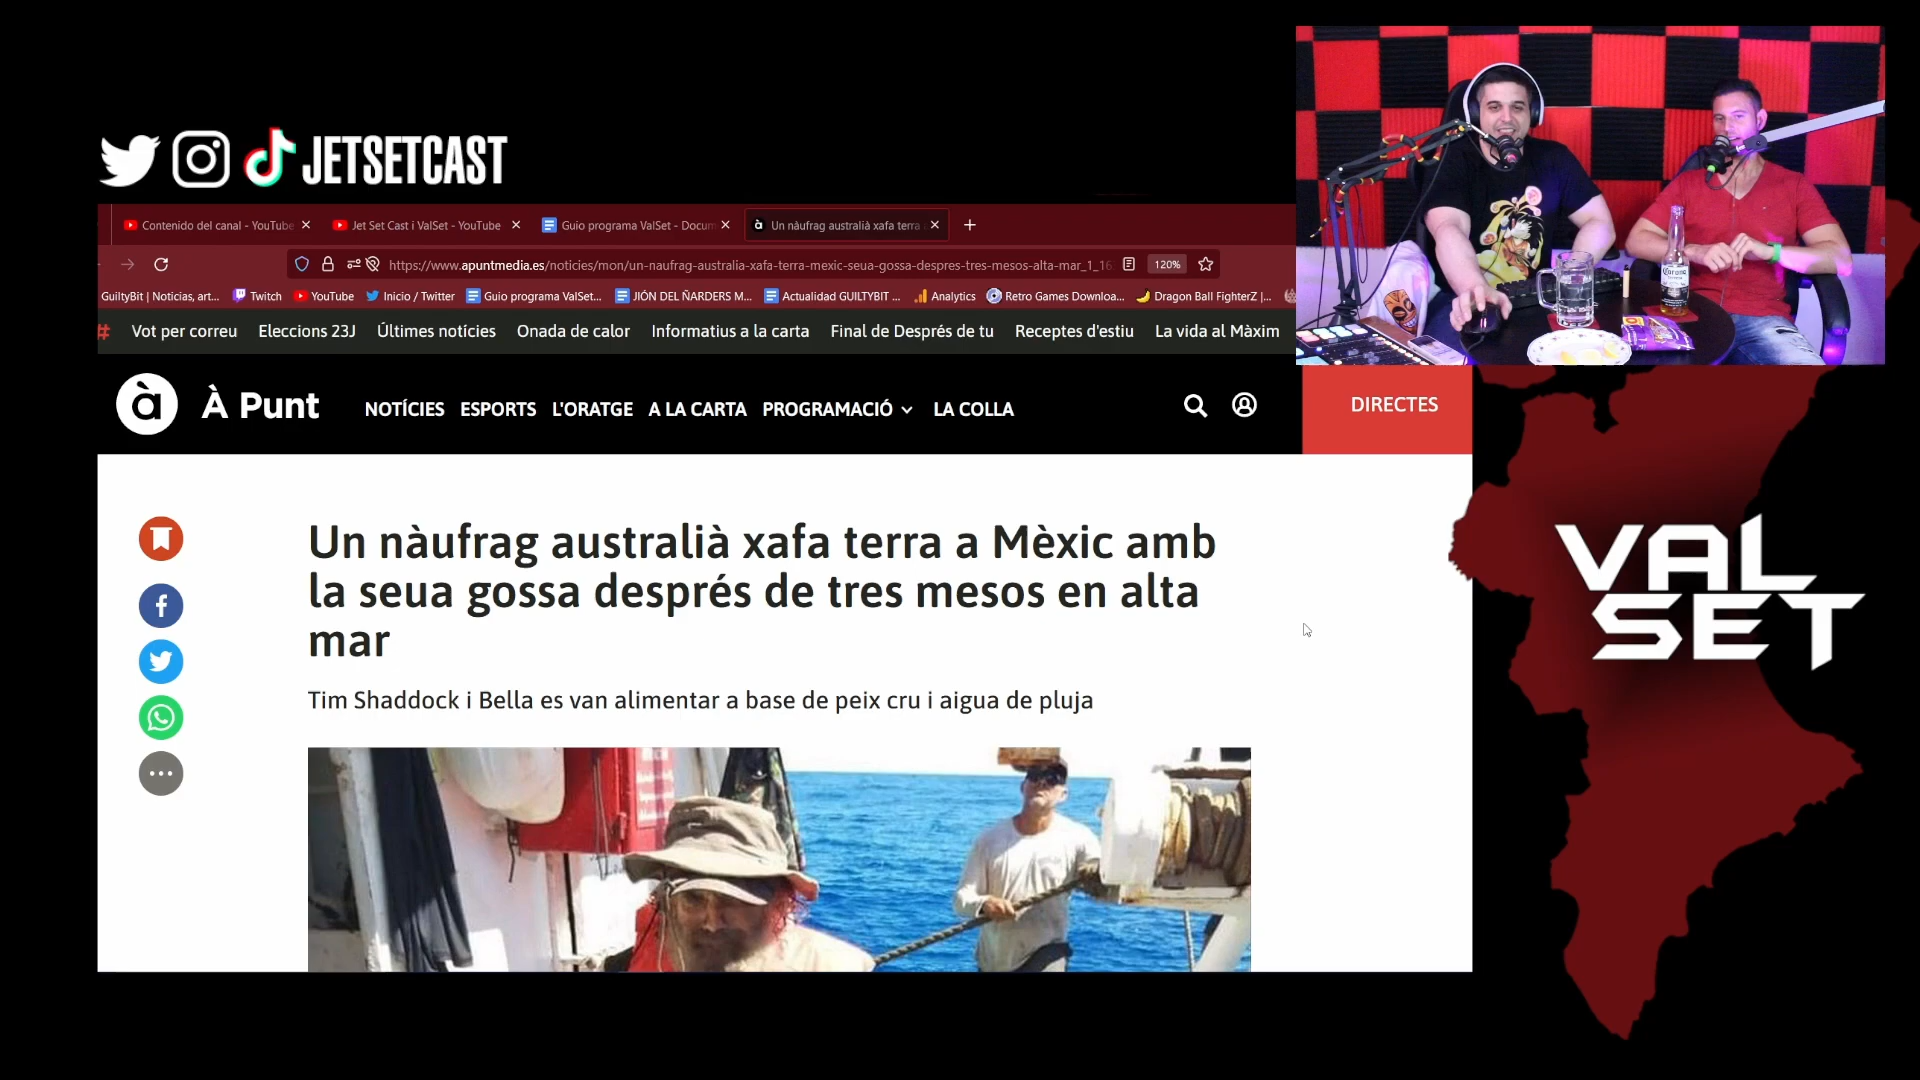 JETSETCAST
Contenido del canal - YouTube
Jet Set Cast i ValSet - YouTube
Guio programa ValSet - Docum
Un nàufrag australià xafa terra
https://www.apuntmedia.es/noticies/mon/un-naufrag-australia-xafa-terra-mexic-seua-gossa-despres-tres-mesos-alta-mar_1_16
120%
GuiltyBit | Noticias, art...
Twitch
YouTube
Inicio / Twitter
Guio programa ValSet...
JIÓN DEL ÑARDERS M...
Actualidad GUILTYBIT ...
Analytics
Retro Games Downloa...
Dragon Ball FighterZ |...
# Vot per correu
Eleccions 23J
Últimes notícies
Onada de calor
Informatius a la carta
Final de Després de tu
Receptes d'estiu
La vida al Màxim
à À Punt
NOTÍCIES
ESPORTS
L'ORATGE
A LA CARTA
PROGRAMACIÓ
LA COLLA
DIRECTES
Un nàufrag australià xafa terra a Mèxic amb
la seua gossa després de tres mesos en alta
mar
Tim Shaddock i Bella es van alimentar a base de peix cru i aigua de pluja
VAL
SET
Corona